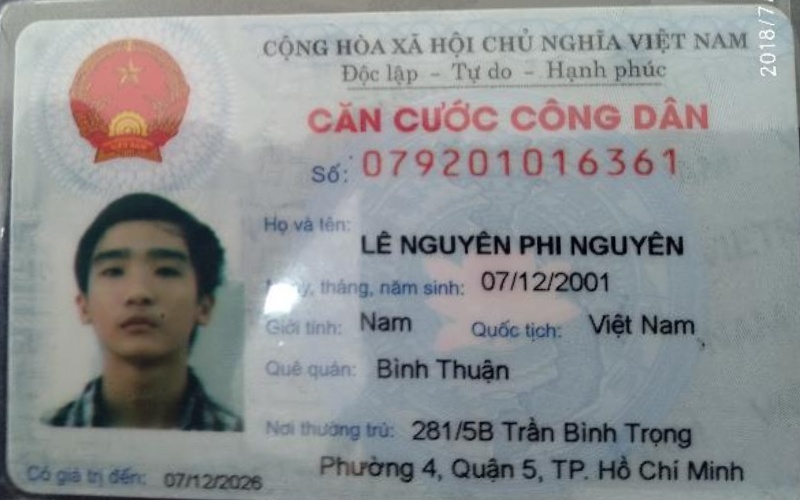 CỘNG HÒA XÃ HỘI CHỦ NGHĨA VIỆT NAM
Độc lập - Tự do - Hạnh phúc
CĂN CƯỚC CÔNG DÂN
Số: 079201016361
Họ và tên:
LÊ NGUYÊN PHI NGUYÊN
tháng, năm sinh: 07/12/2001
Giới tính: Nam Quốc tịch: Việt Nam
Quê quán: Bình Thuận
Nơi thường trú: 281/5B Trần Bình Trọng
Phường 4, Quận 5, TP. Hồ Chí Minh
Có giá trị đến: 07/12/2026
2018/7/